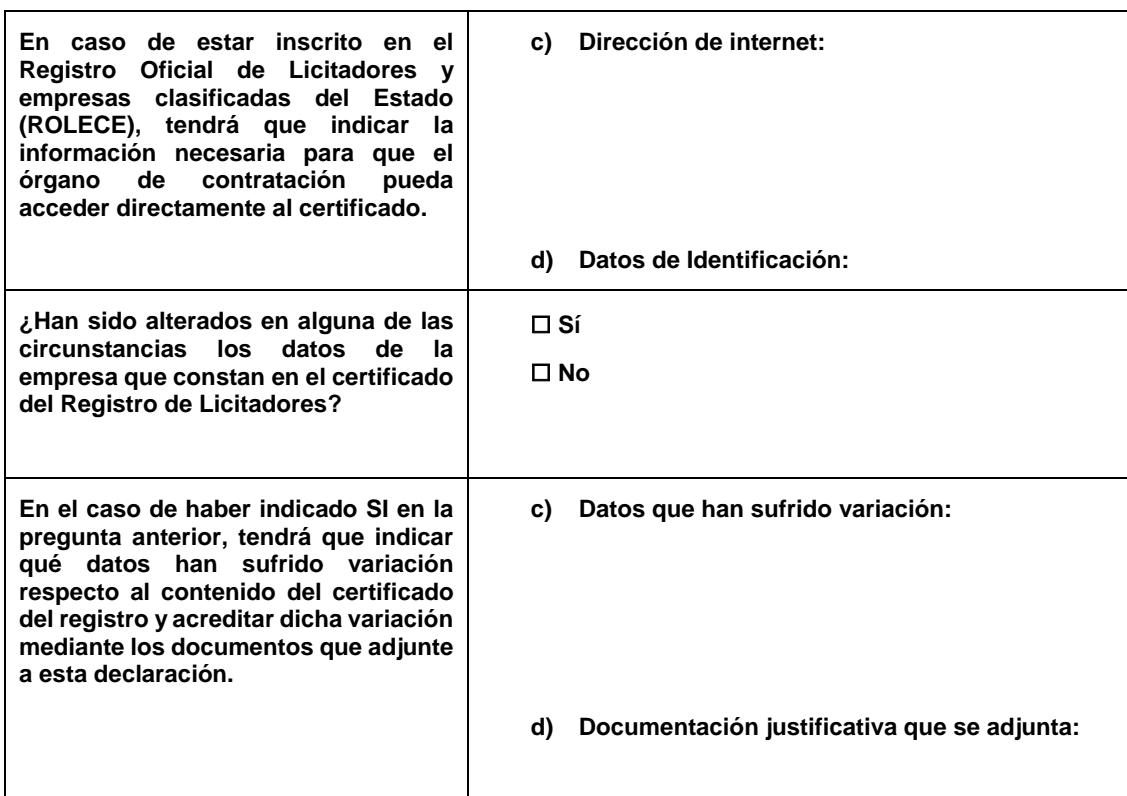 En caso de estar inscrito en el
Registro Oficial de Licitadores y
empresas clasificadas del Estado
(ROLECE), tendrá que indicar la
información necesaria para que el
órgano de contratación pueda
acceder directamente al certificado.
c) Dirección de internet:
d) Datos de Identificación:
¿Han sido alterados en alguna de las
circunstancias los datos de la
empresa que constan en el certificado
del Registro de Licitadores?
☐ Sí
☐ No
En el caso de haber indicado SI en la
pregunta anterior, tendrá que indicar
qué datos han sufrido variación
respecto al contenido del certificado
del registro y acreditar dicha variación
mediante los documentos que adjunte
a esta declaración.
c) Datos que han sufrido variación:
d) Documentación justificativa que se adjunta: